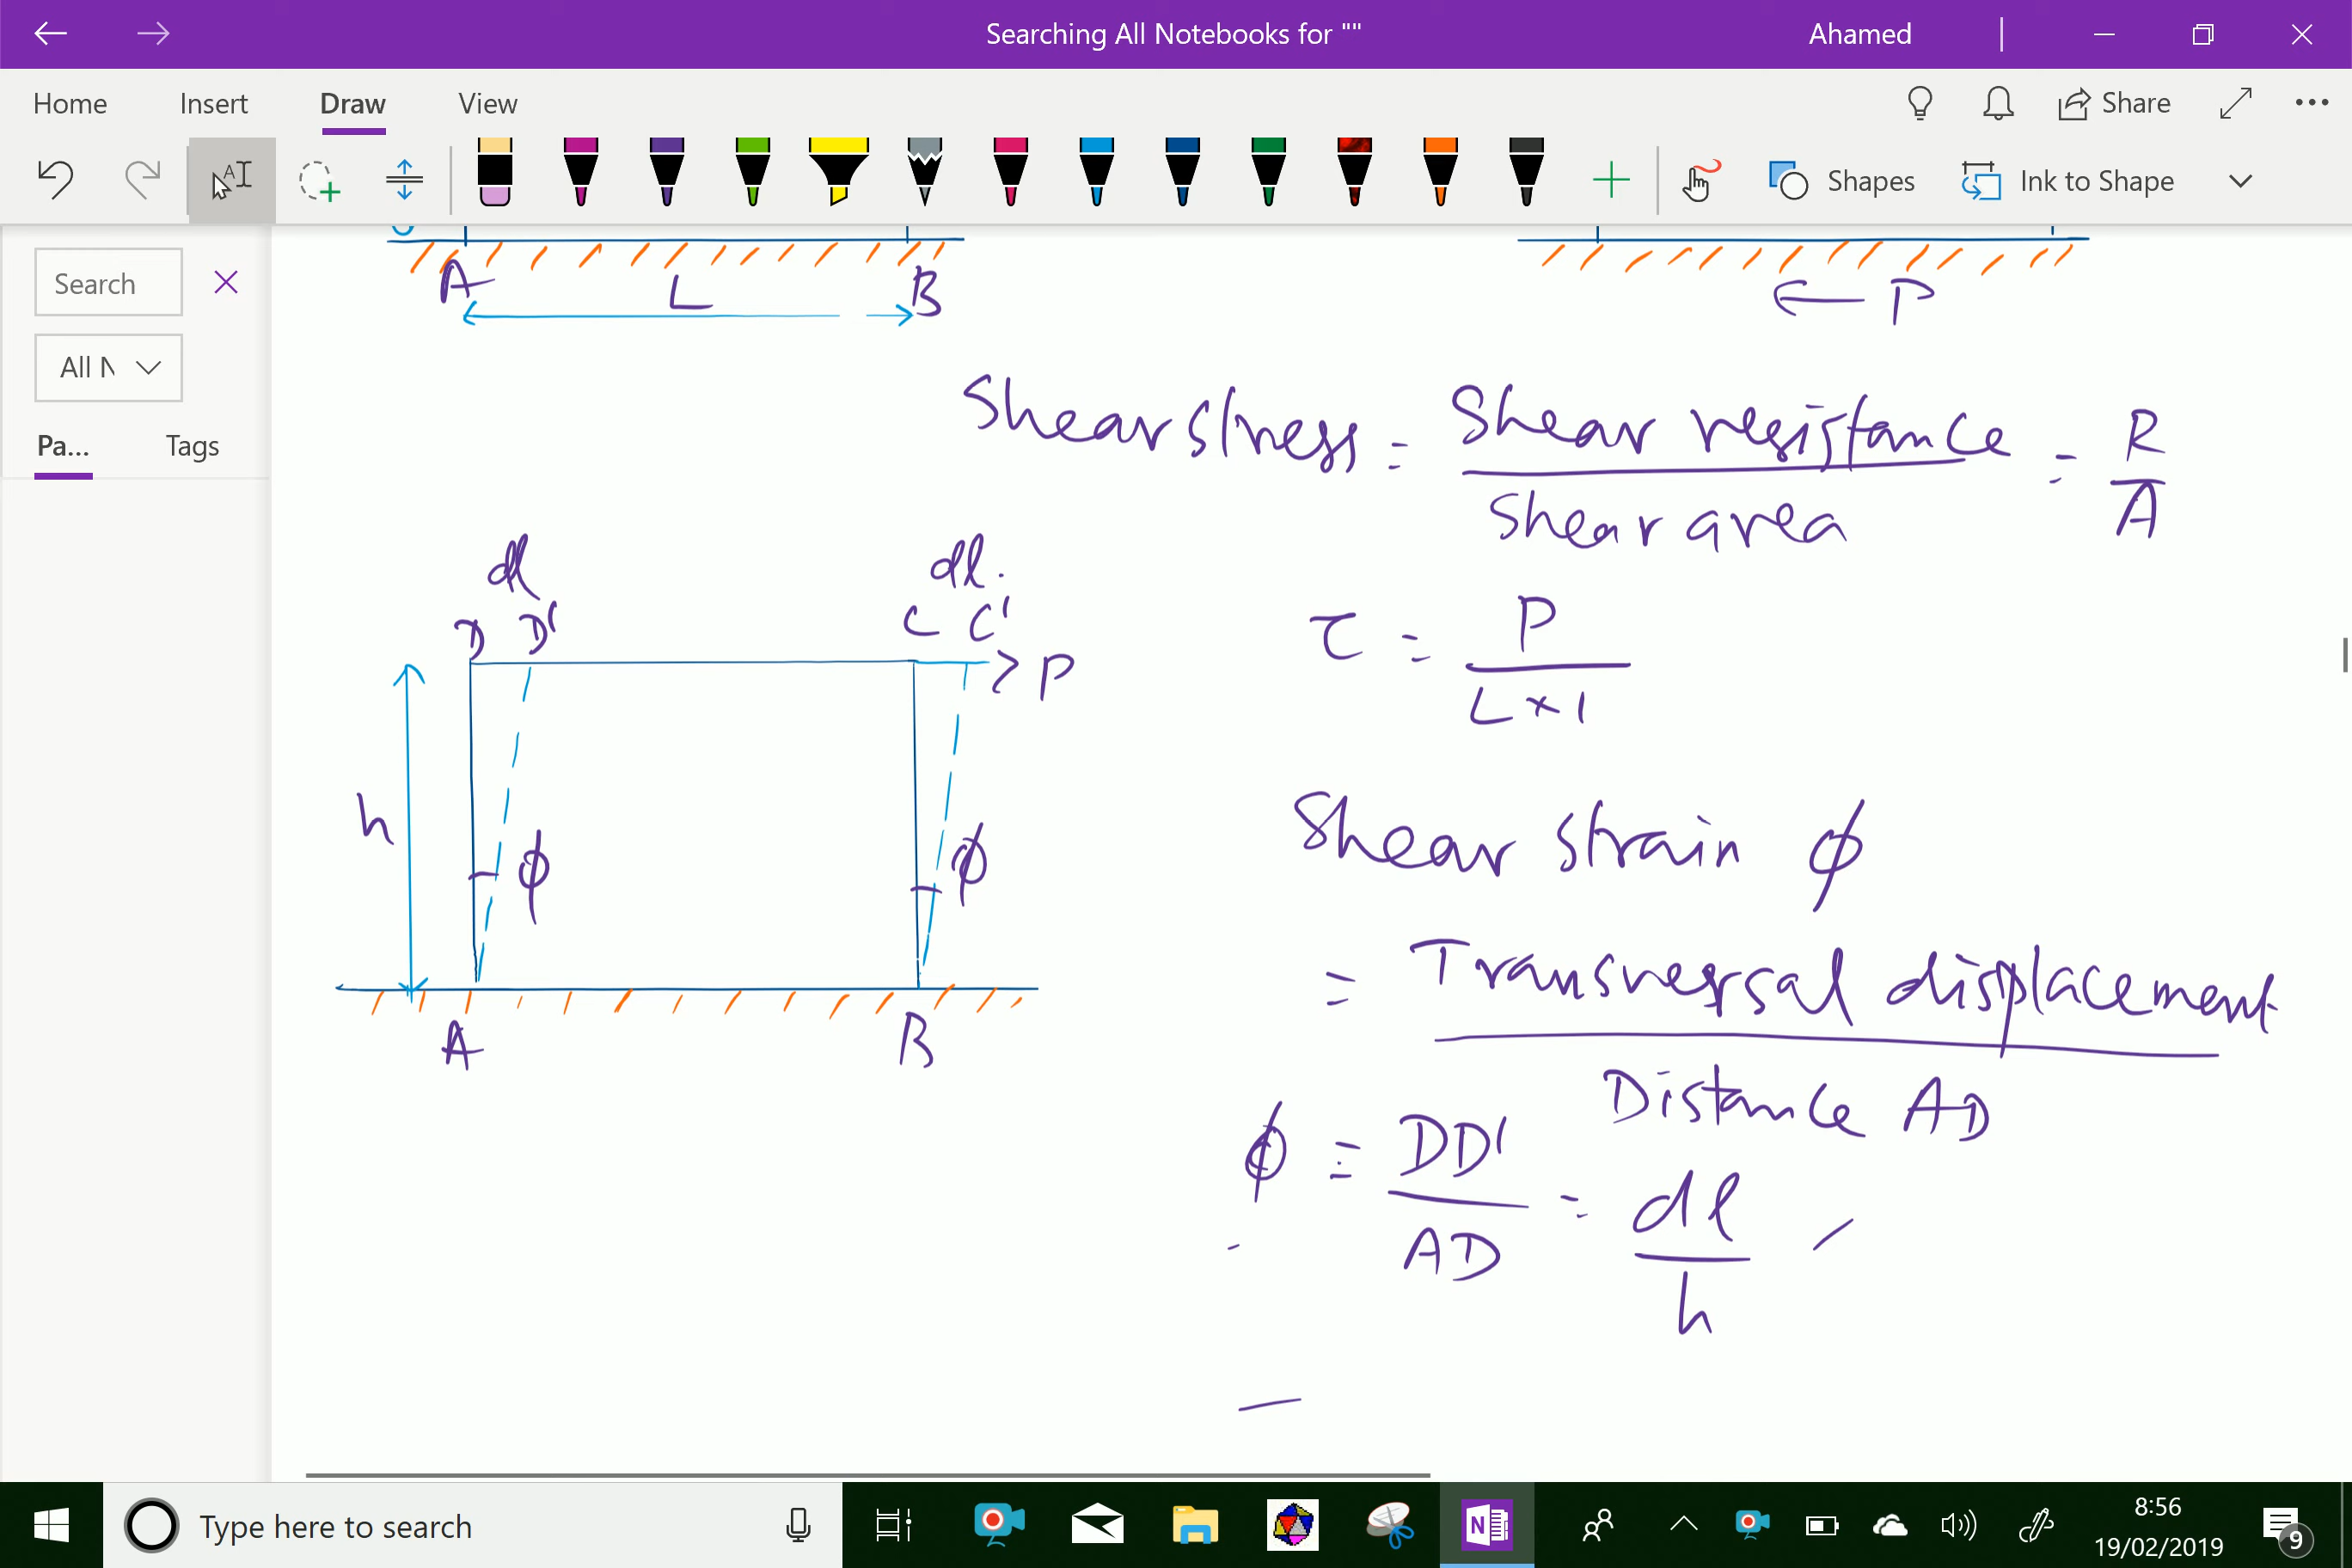 Searching All Notebooks for ""
Ahamed
Home Insert Draw View
Share
Shapes
Ink to Shape
Search
All N
Pa... Tags
A L B
P
Shear stress = Shear resistance = R
Shear area A
τ = P
L × 1
dl dl.
D D' C C'
P
h
ϕ ϕ
A B
Shear strain ϕ
= Transversal displacement
Distance AD
ϕ = DD' = dl
AD h
Type here to search
8:56
19/02/2019
9